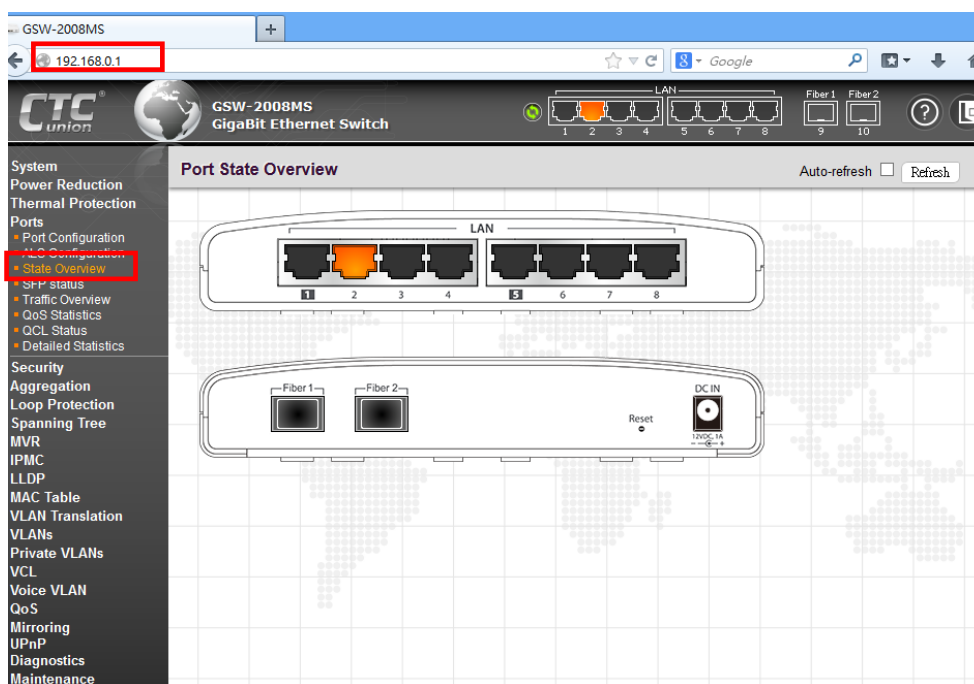 GSW-2008MS
+
192.168.0.1
8 Google
CTC®
union
GSW-2008MS
GigaBit Ethernet Switch
LAN
1 2 3 4 5 6 7 8
Fiber 1 Fiber 2
9 10
?
System
Power Reduction
Thermal Protection
Ports
Port Configuration
ALS Configuration
State Overview
SFP status
Traffic Overview
QoS Statistics
QCL Status
Detailed Statistics
Security
Aggregation
Loop Protection
Spanning Tree
MVR
IPMC
LLDP
MAC Table
VLAN Translation
VLANs
Private VLANs
VCL
Voice VLAN
QoS
Mirroring
UPnP
Diagnostics
Maintenance
Port State Overview
Auto-refresh Refresh
LAN
1 2 3 4 5 6 7 8
Fiber 1 Fiber 2
Reset
DC IN
12VDC, 1A
- +